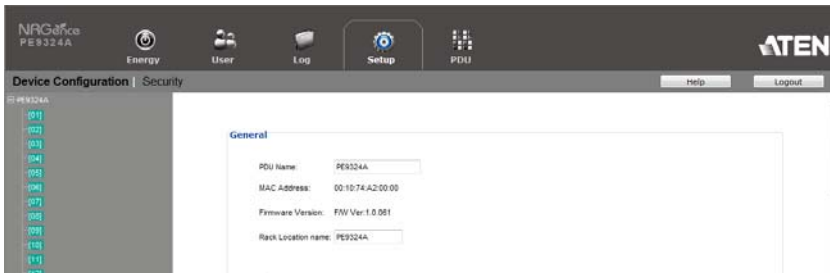 NRGence
PE9324A
Energy
User
Log
Setup
PDU
ATEN
Device Configuration | Security
Help
Logout
PE9324A
[01]
[02]
[03]
[04]
[05]
[06]
[07]
[08]
[09]
[10]
[11]
General
PDU Name: PE9324A
MAC Address: 00:10:74:A2:00:00
Firmware Version: F/W Ver:1.0.061
Rack Location name: PE9324A